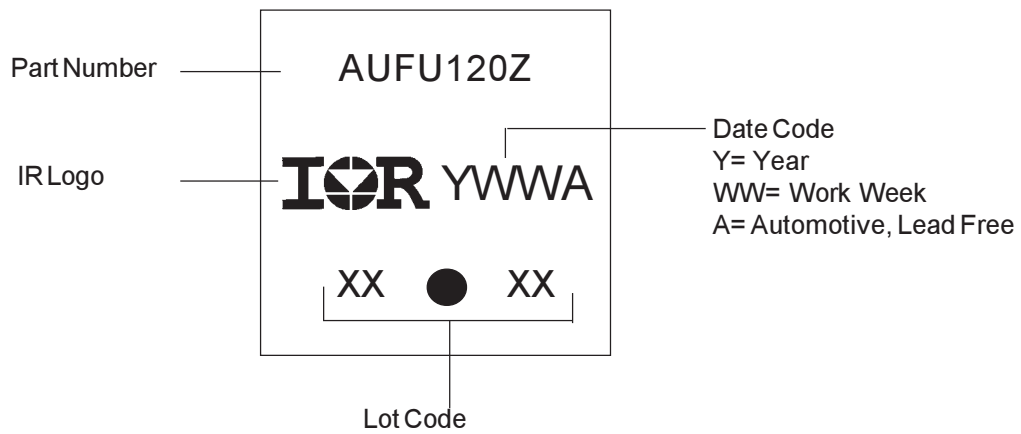 Part Number
AUFU120Z
IR Logo
IOR YWWA
Date Code
Y= Year
WW= Work Week
A= Automotive, Lead Free
XX XX
Lot Code